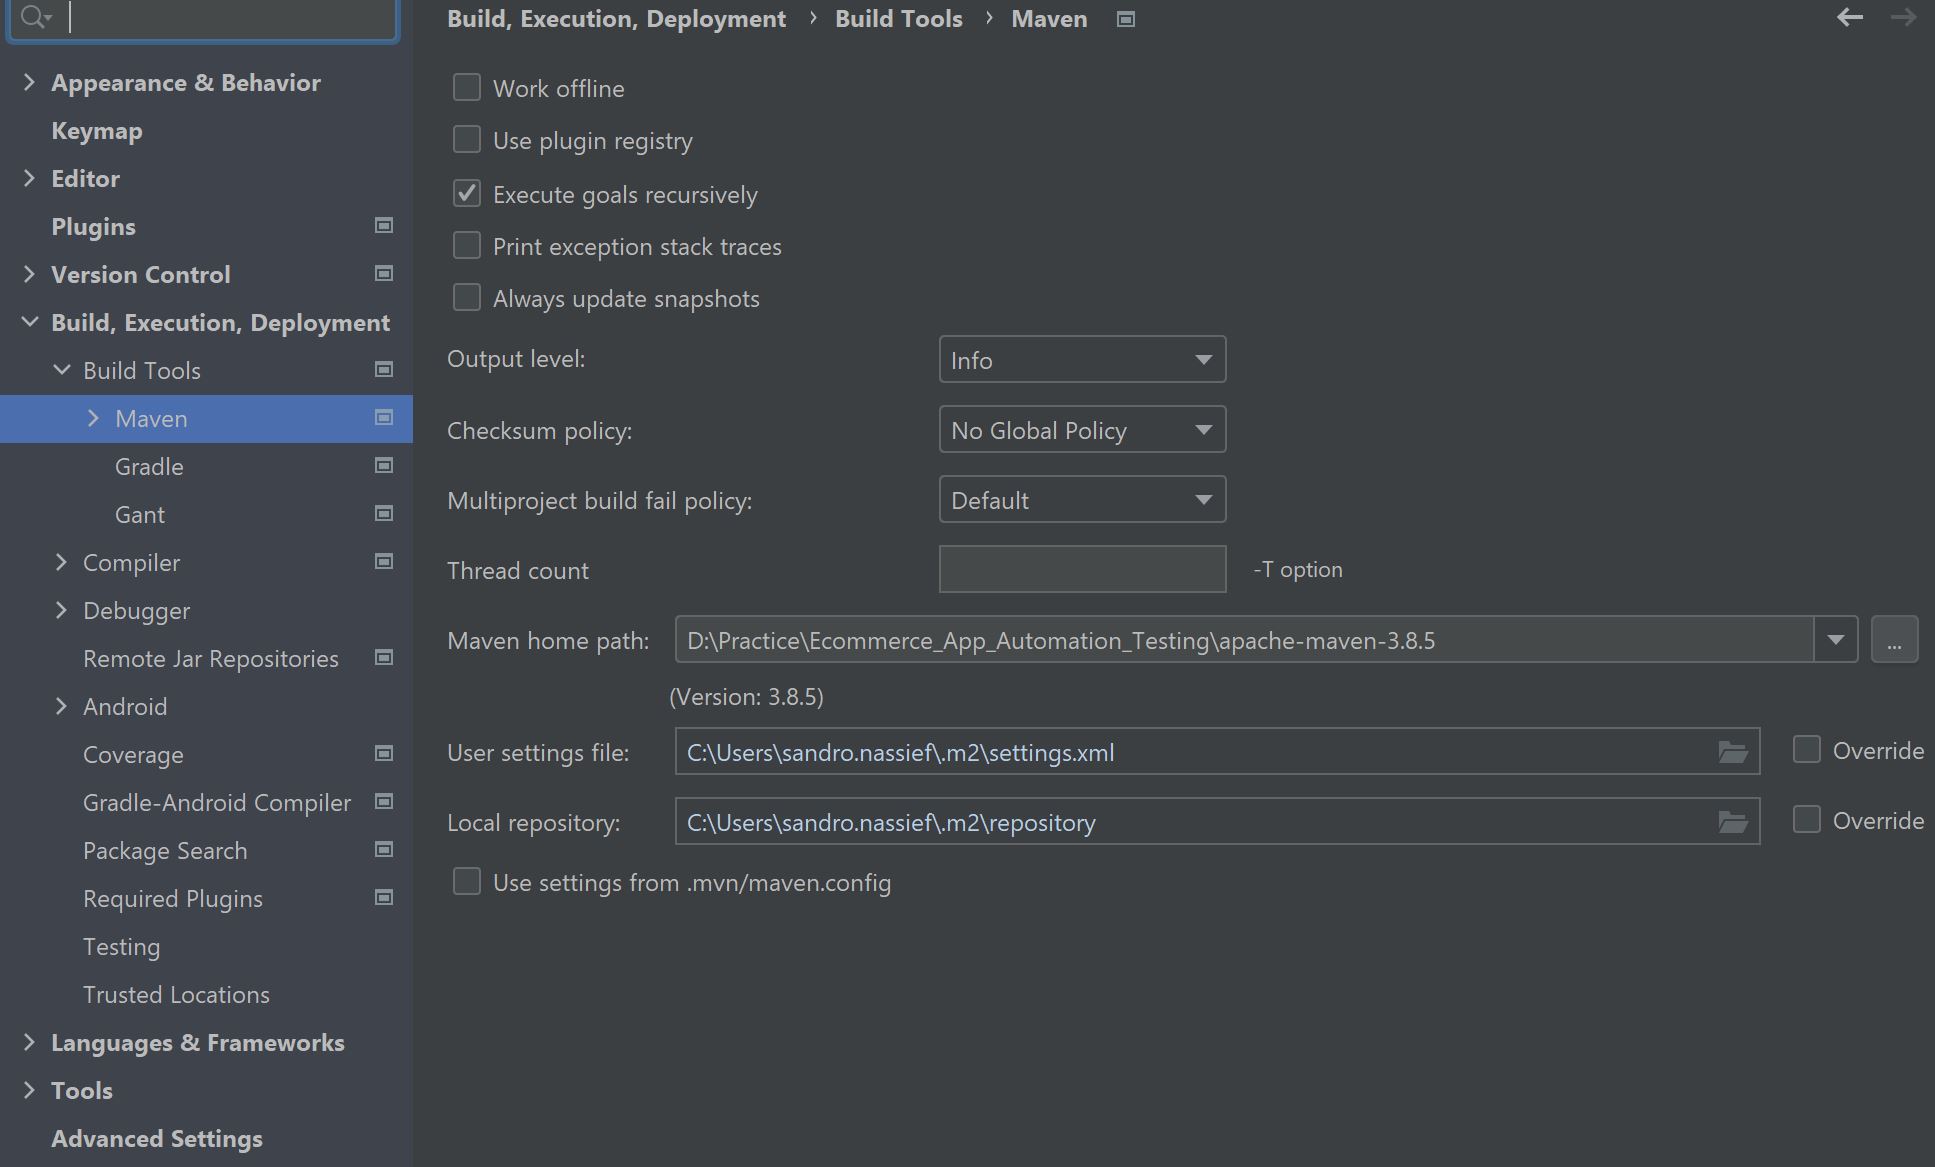 Appearance & Behavior
Keymap
Editor
Plugins
Version Control
Build, Execution, Deployment
Build Tools
Maven
Gradle
Gant
Compiler
Debugger
Remote Jar Repositories
Android
Coverage
Gradle-Android Compiler
Package Search
Required Plugins
Testing
Trusted Locations
Languages & Frameworks
Tools
Advanced Settings
Build, Execution, Deployment › Build Tools › Maven
Work offline
Use plugin registry
Execute goals recursively
Print exception stack traces
Always update snapshots
Output level: Info
Checksum policy: No Global Policy
Multiproject build fail policy: Default
Thread count -T option
Maven home path: D:\Practice\Ecommerce_App_Automation_Testing\apache-maven-3.8.5 ...
(Version: 3.8.5)
User settings file: C:\Users\sandro.nassief\.m2\settings.xml Override
Local repository: C:\Users\sandro.nassief\.m2\repository Override
Use settings from .mvn/maven.config